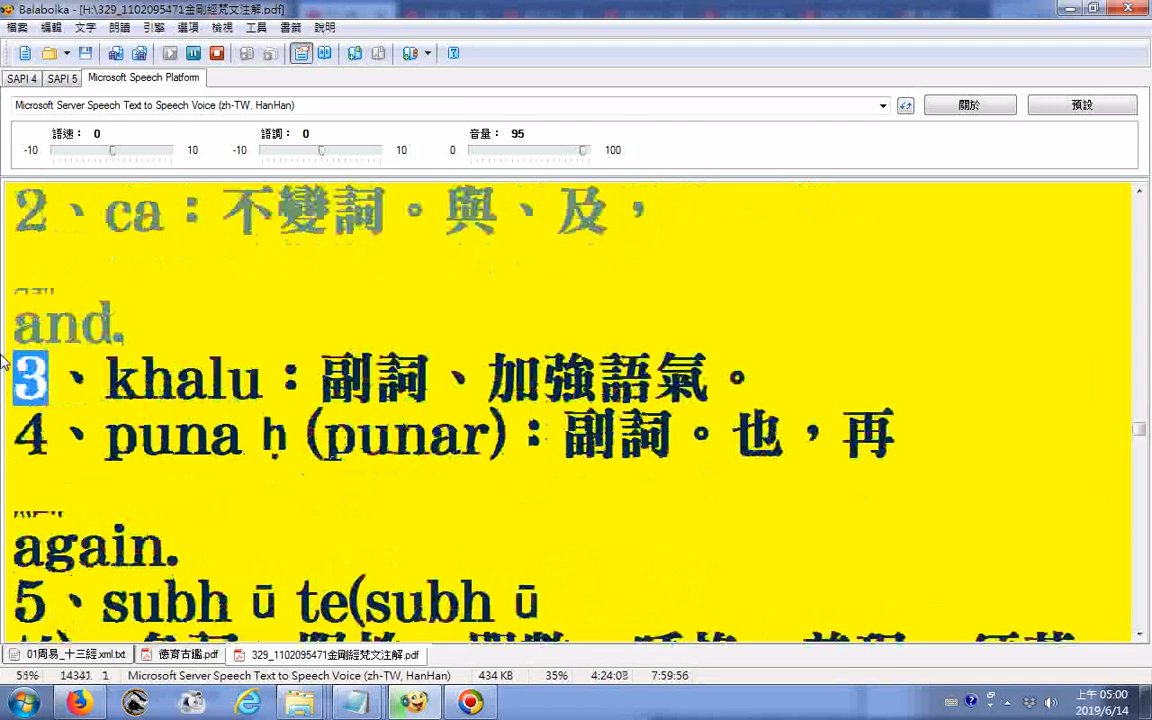 Balabolka - [H:\329_1102095471金剛經梵文注解.pdf]
檔案 編輯 文字 朗讀 引擎 選項 檢視 工具 書籤 說明
SAPI 4 SAPI 5 Microsoft Speech Platform
Microsoft Server Speech Text to Speech Voice (zh-TW, HanHan) 關於 預設
語速： 0 語調： 0 音量： 95
-10 10 -10 10 0 100
2、ca：不變詞。與、及，
and.
3、khalu：副詞、加強語氣。
4、puna ḥ (punar)：副詞。也，再
again.
5、subh ū te(subh ū
01周易_十三經.xml.txt 德育古鑑.pdf 329_1102095471金剛經梵文注解.pdf
55% 14341. 1 Microsoft Server Speech Text to Speech Voice (zh-TW, HanHan) 434 KB 35% 4:24:08 7:59:56
上午 05:00
2019/6/14